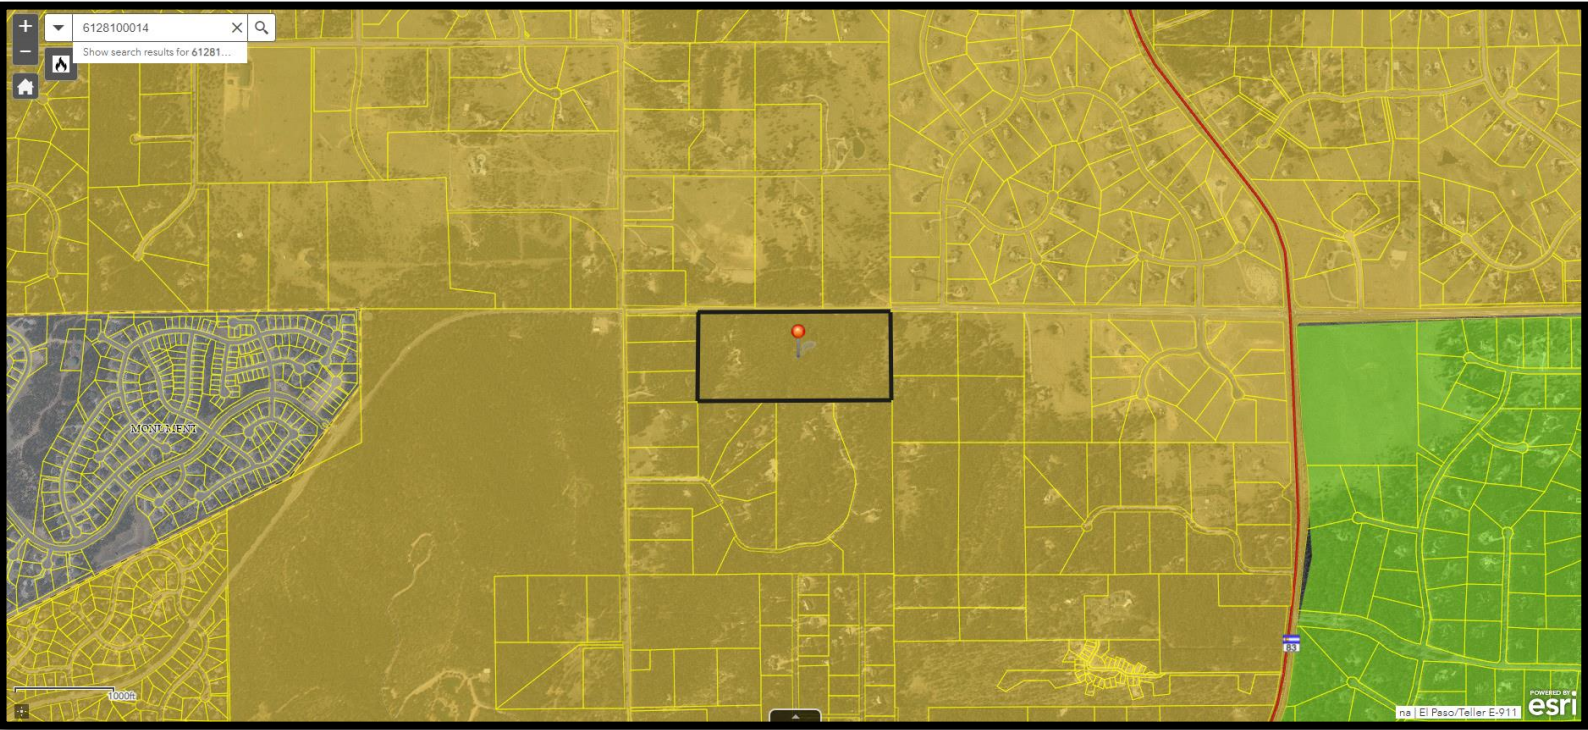 +
6128100014
Show search results for 61281...
−
MONUMENT
83
1000ft
POWERED BY
esri
na | El Paso/Teller E-911